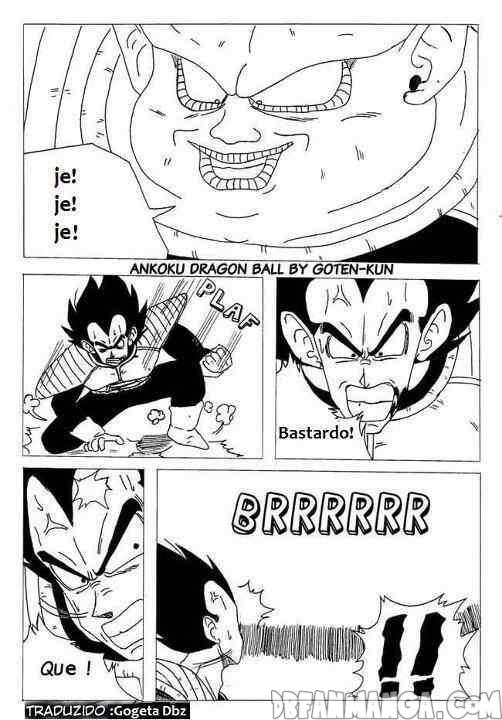 je!
je!
je!
ANKOKU DRAGON BALL BY GOTEN-KUN
PLAF
Bastardo!
BRRRRRR
!!
Que !
DBFANMANGA.COM
TRADUZIDO :Gogeta Dbz